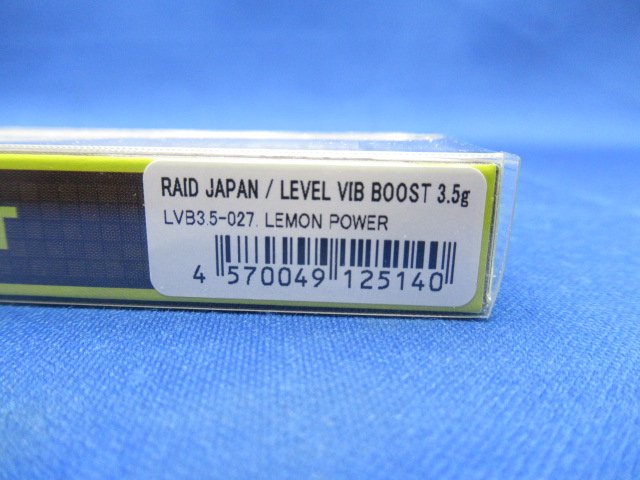 RAID JAPAN / LEVEL VIB BOOST 3.5g
LVB3.5-027. LEMON POWER
4 570049 125140
T